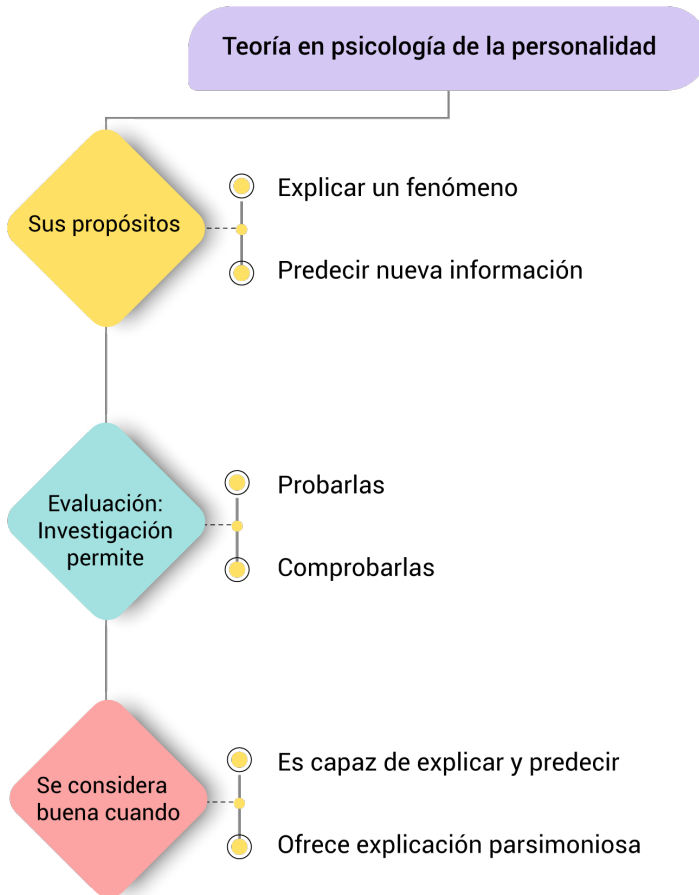 Teoría en psicología de la personalidad
Sus propósitos
Explicar un fenómeno
Predecir nueva información
Evaluación:
Investigación
permite
Probarlas
Comprobarlas
Se considera
buena cuando
Es capaz de explicar y predecir
Ofrece explicación parsimoniosa